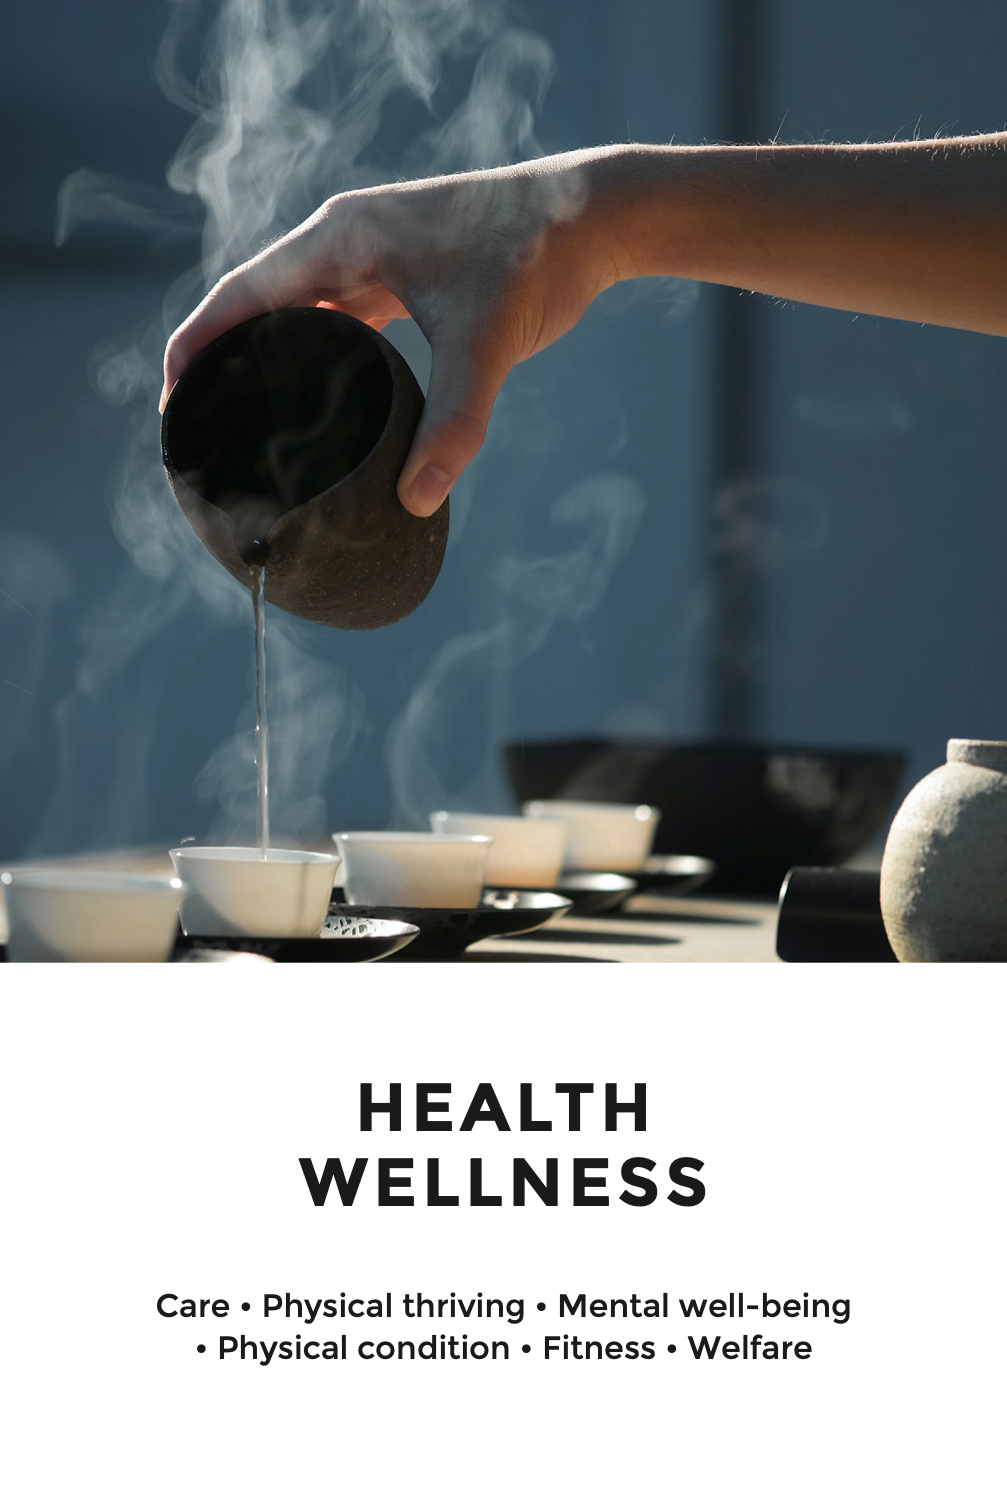 HEALTH
WELLNESS
Care • Physical thriving • Mental well-being
• Physical condition • Fitness • Welfare